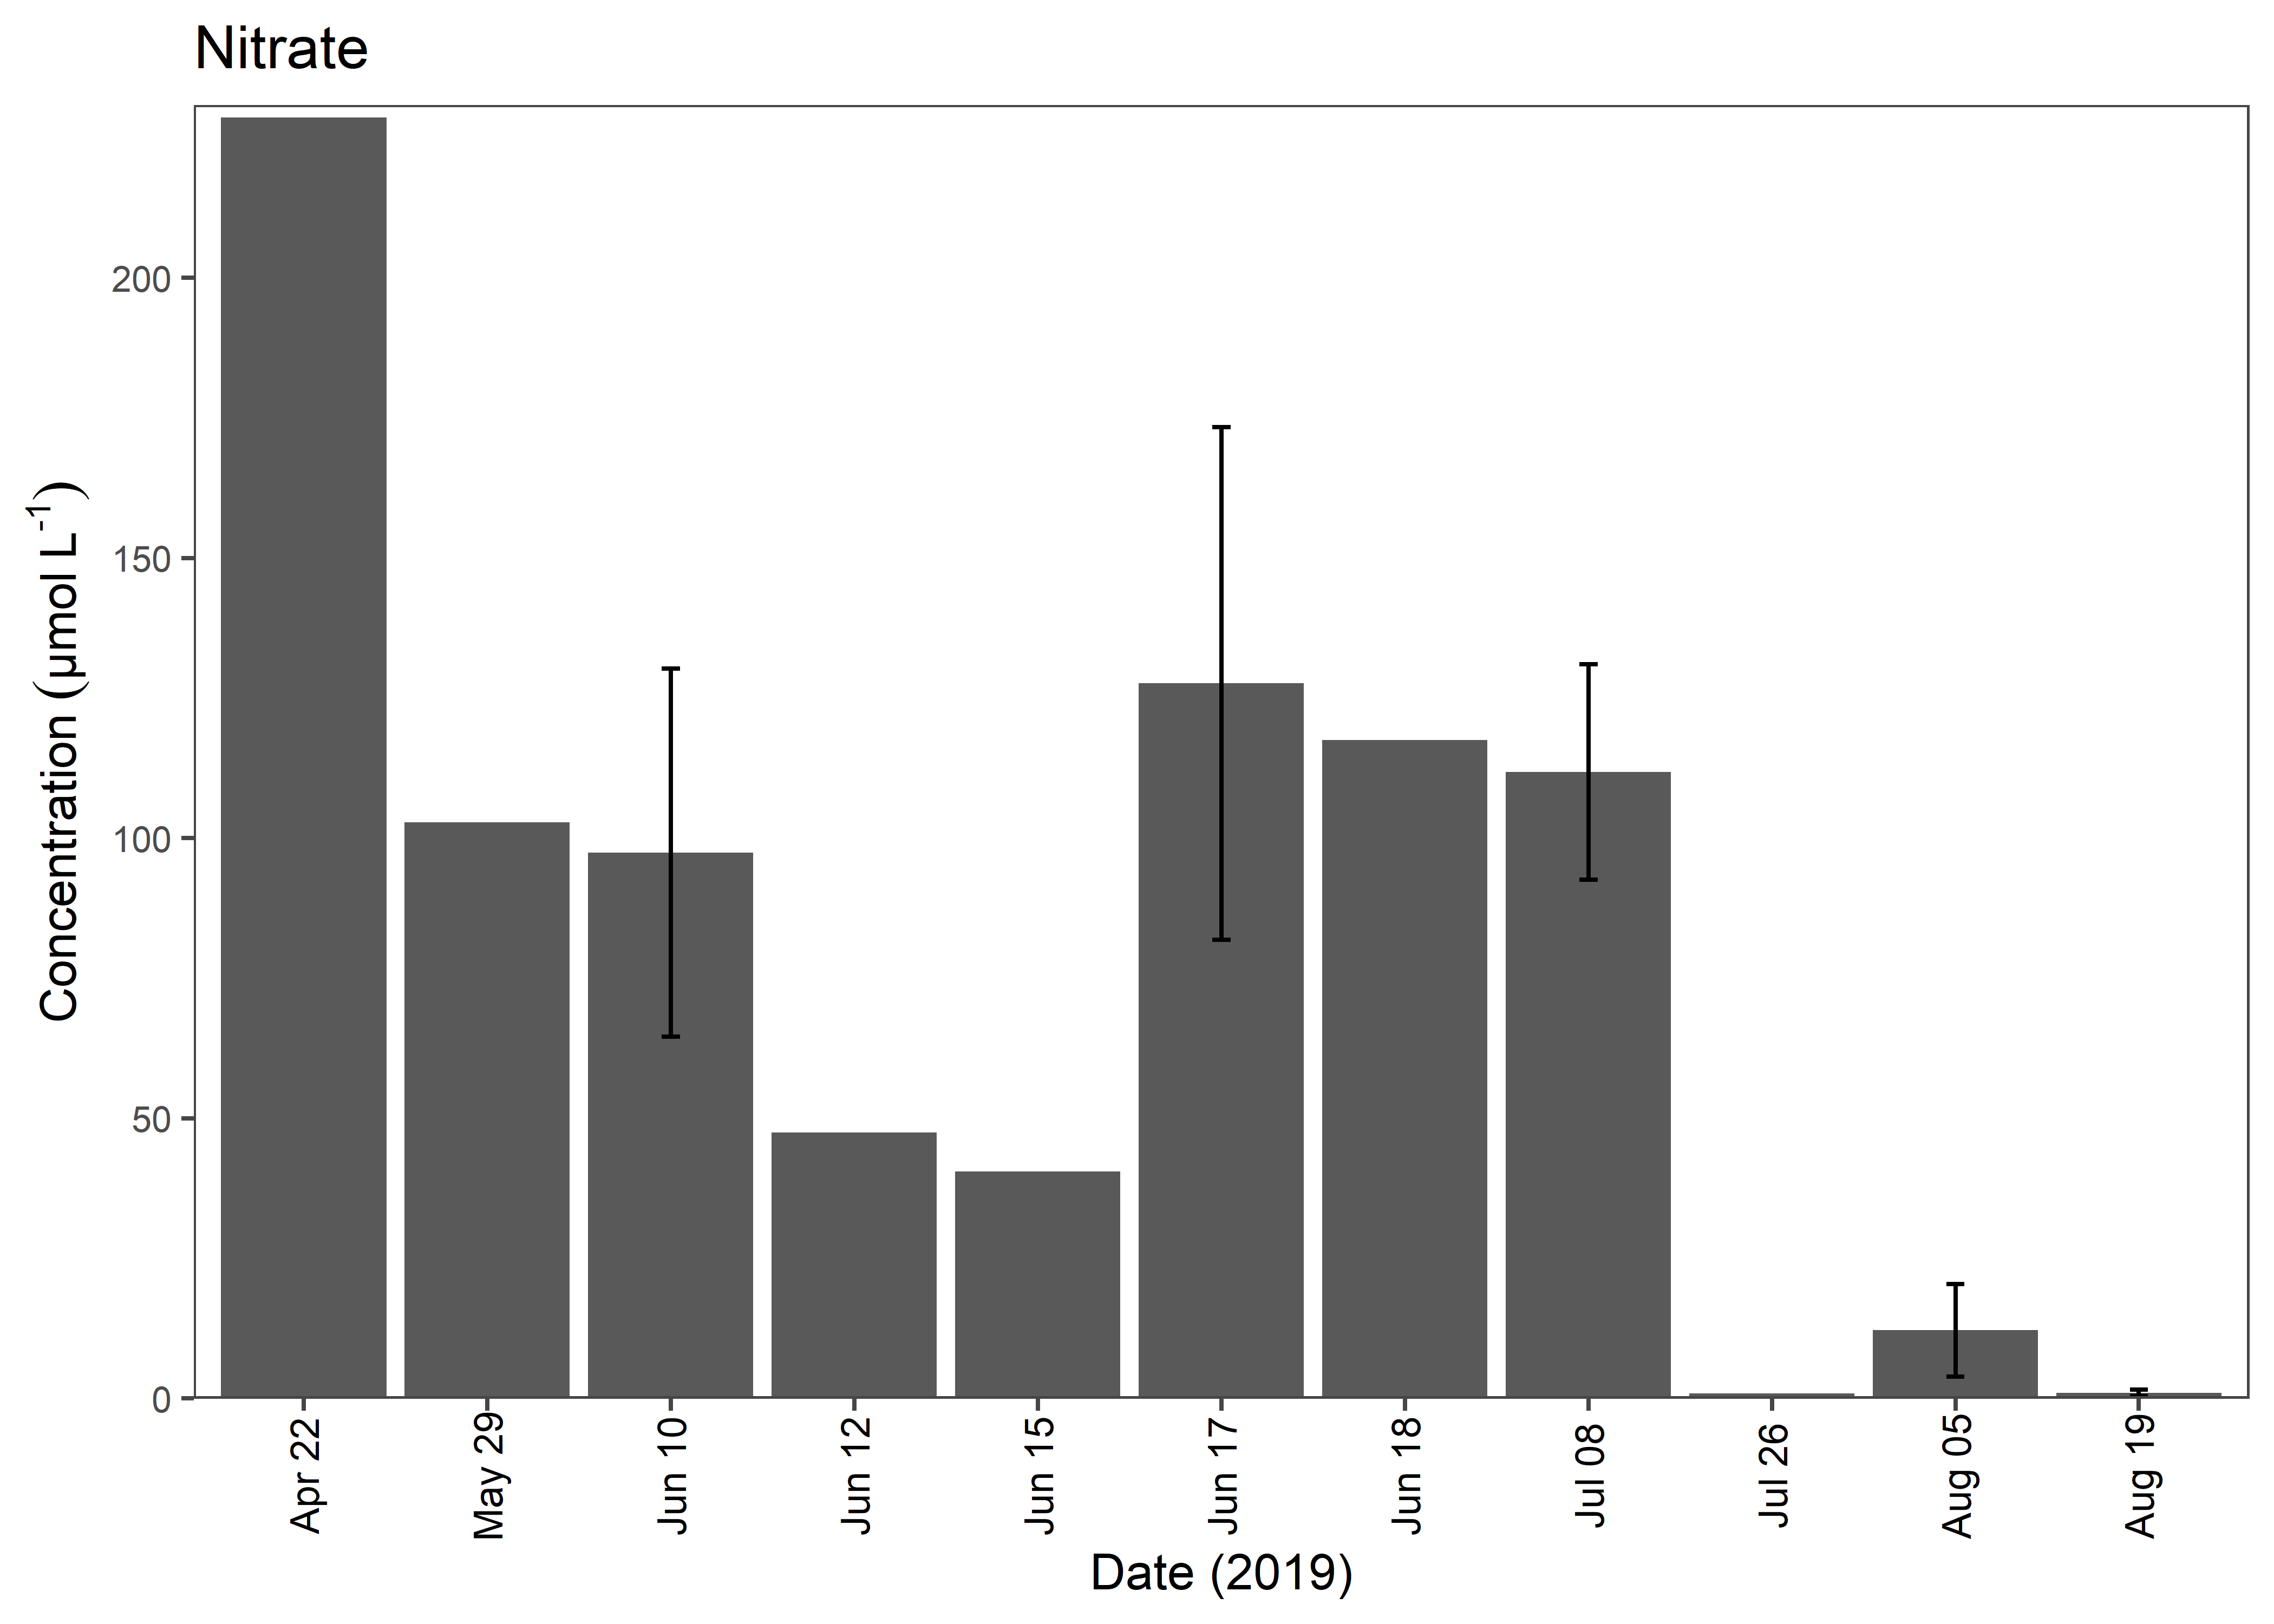 Nitrate
Concentration (µmol L⁻¹)
200
150
100
50
0
Apr 22
May 29
Jun 10
Jun 12
Jun 15
Jun 17
Jun 18
Jul 08
Jul 26
Aug 05
Aug 19
Date (2019)